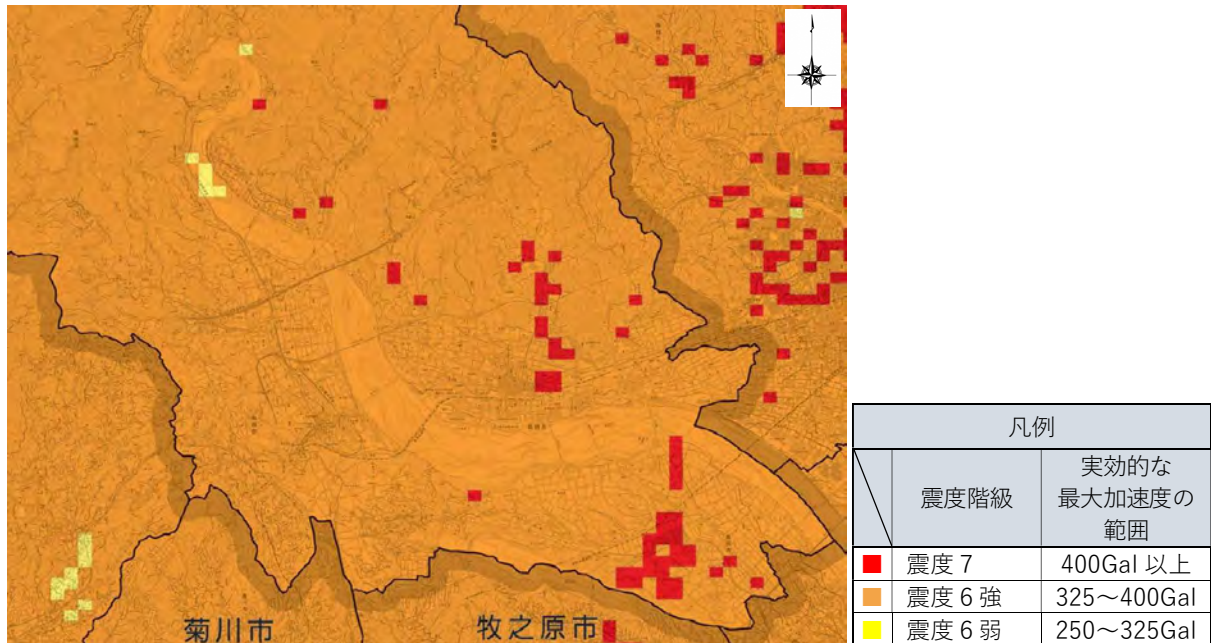 菊川市
牧之原市
凡例
震度階級
実効的な
最大加速度の
範囲
震度7 400Gal 以上
震度6強 325～400Gal
震度6弱 250～325Gal